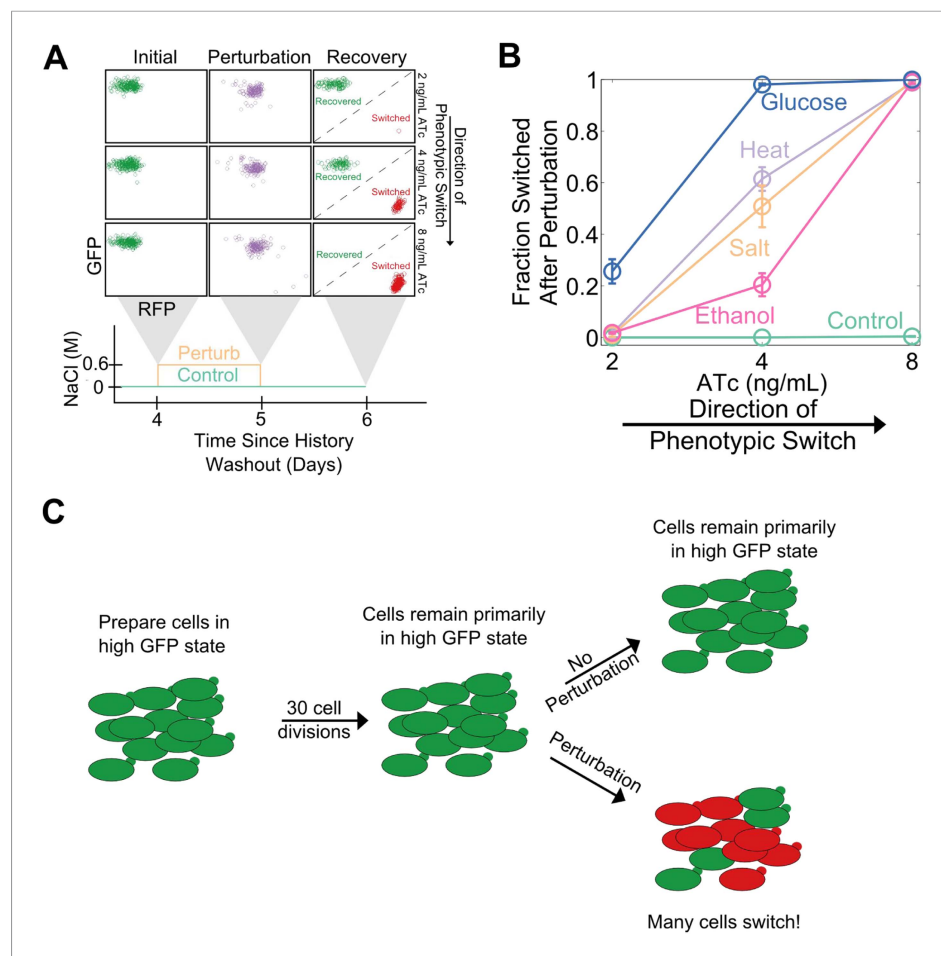 A
Initial
Perturbation
Recovery
Recovered
Switched
2 ng/mL ATc
Recovered
Switched
4 ng/mL ATc
Recovered
Switched
8 ng/mL ATc
Direction of
Phenotypic Switch
GFP
RFP
NaCl (M)
0.6
0
Perturb
Control
4
5
6
Time Since History
Washout (Days)
B
Fraction Switched
After Perturbation
1
0.8
0.6
0.4
0.2
0
Glucose
Heat
Salt
Ethanol
Control
2
4
8
ATc (ng/mL)
Direction of
Phenotypic Switch
C
Prepare cells in
high GFP state
30 cell
divisions
Cells remain primarily
in high GFP state
No
Perturbation
Cells remain primarily
in high GFP state
Perturbation
Many cells switch!